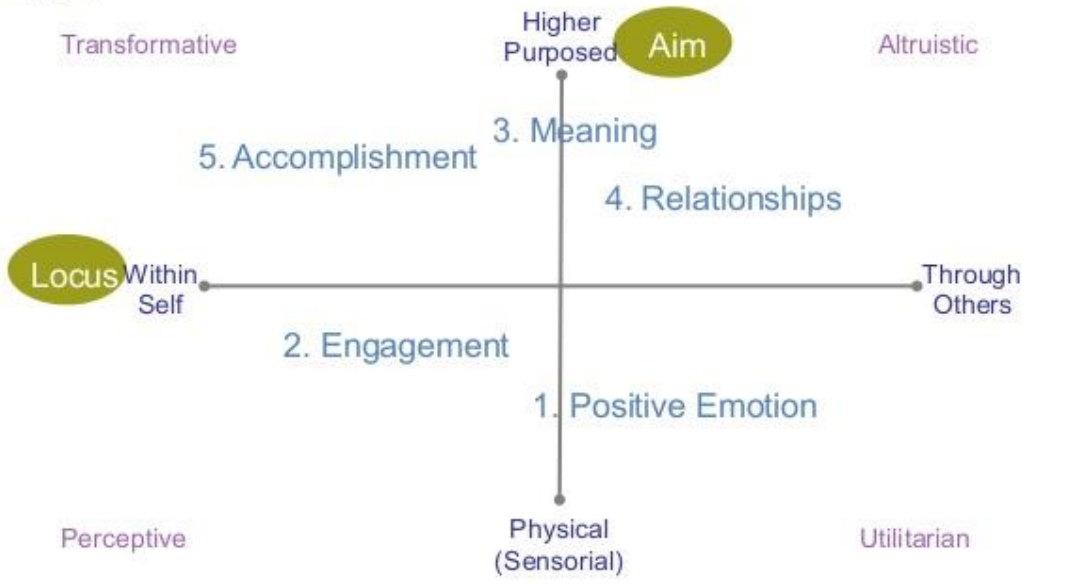 Transformative
Higher
Purposed
Aim
Altruistic
3. Meaning
5. Accomplishment
4. Relationships
Locus
Within
Self
Through
Others
2. Engagement
1. Positive Emotion
Perceptive
Physical
(Sensorial)
Utilitarian